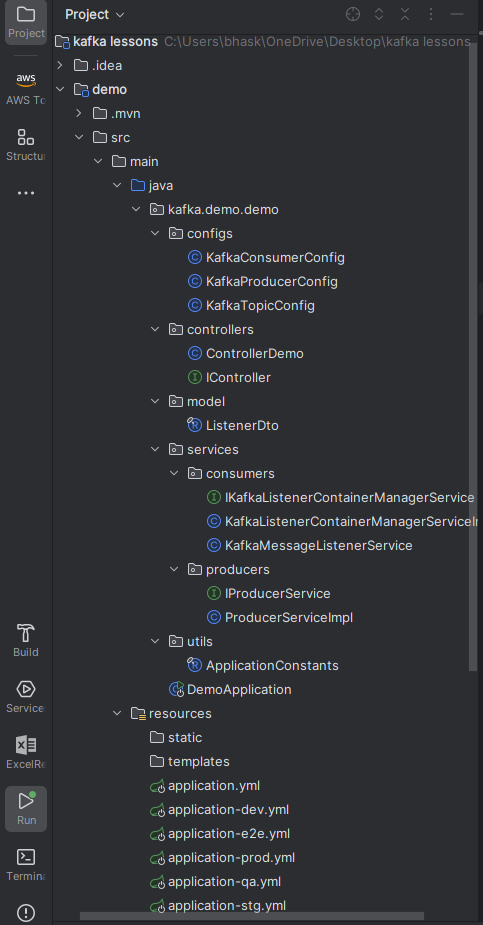 Project
Project
kafka lessons C:\Users\bhask\OneDrive\Desktop\kafka lessons
.idea
aws
AWS To
demo
.mvn
src
Structu
main
java
kafka.demo.demo
configs
KafkaConsumerConfig
KafkaProducerConfig
KafkaTopicConfig
controllers
ControllerDemo
IController
model
ListenerDto
services
consumers
IKafkaListenerContainerManagerService
KafkaListenerContainerManagerServiceIr
KafkaMessageListenerService
producers
IProducerService
ProducerServiceImpl
utils
ApplicationConstants
DemoApplication
resources
static
templates
application.yml
application-dev.yml
application-e2e.yml
application-prod.yml
application-qa.yml
application-stg.yml
Build
Service
ExcelRe
Run
Termina